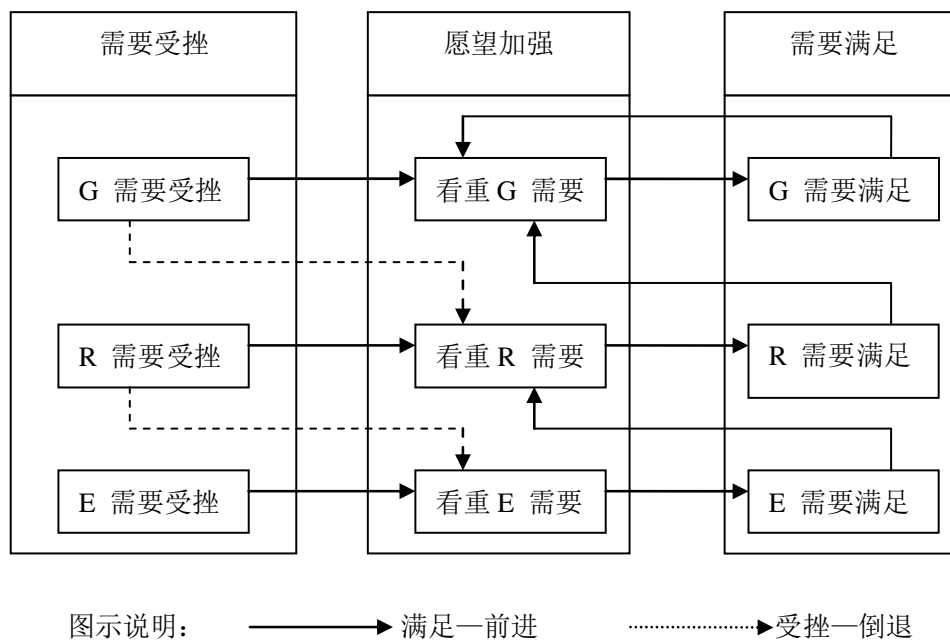 需要受挫
愿望加强
需要满足
G 需要受挫
看重 G 需要
G 需要满足
R 需要受挫
看重 R 需要
R 需要满足
E 需要受挫
看重 E 需要
E 需要满足
图示说明： 满足—前进 受挫—倒退